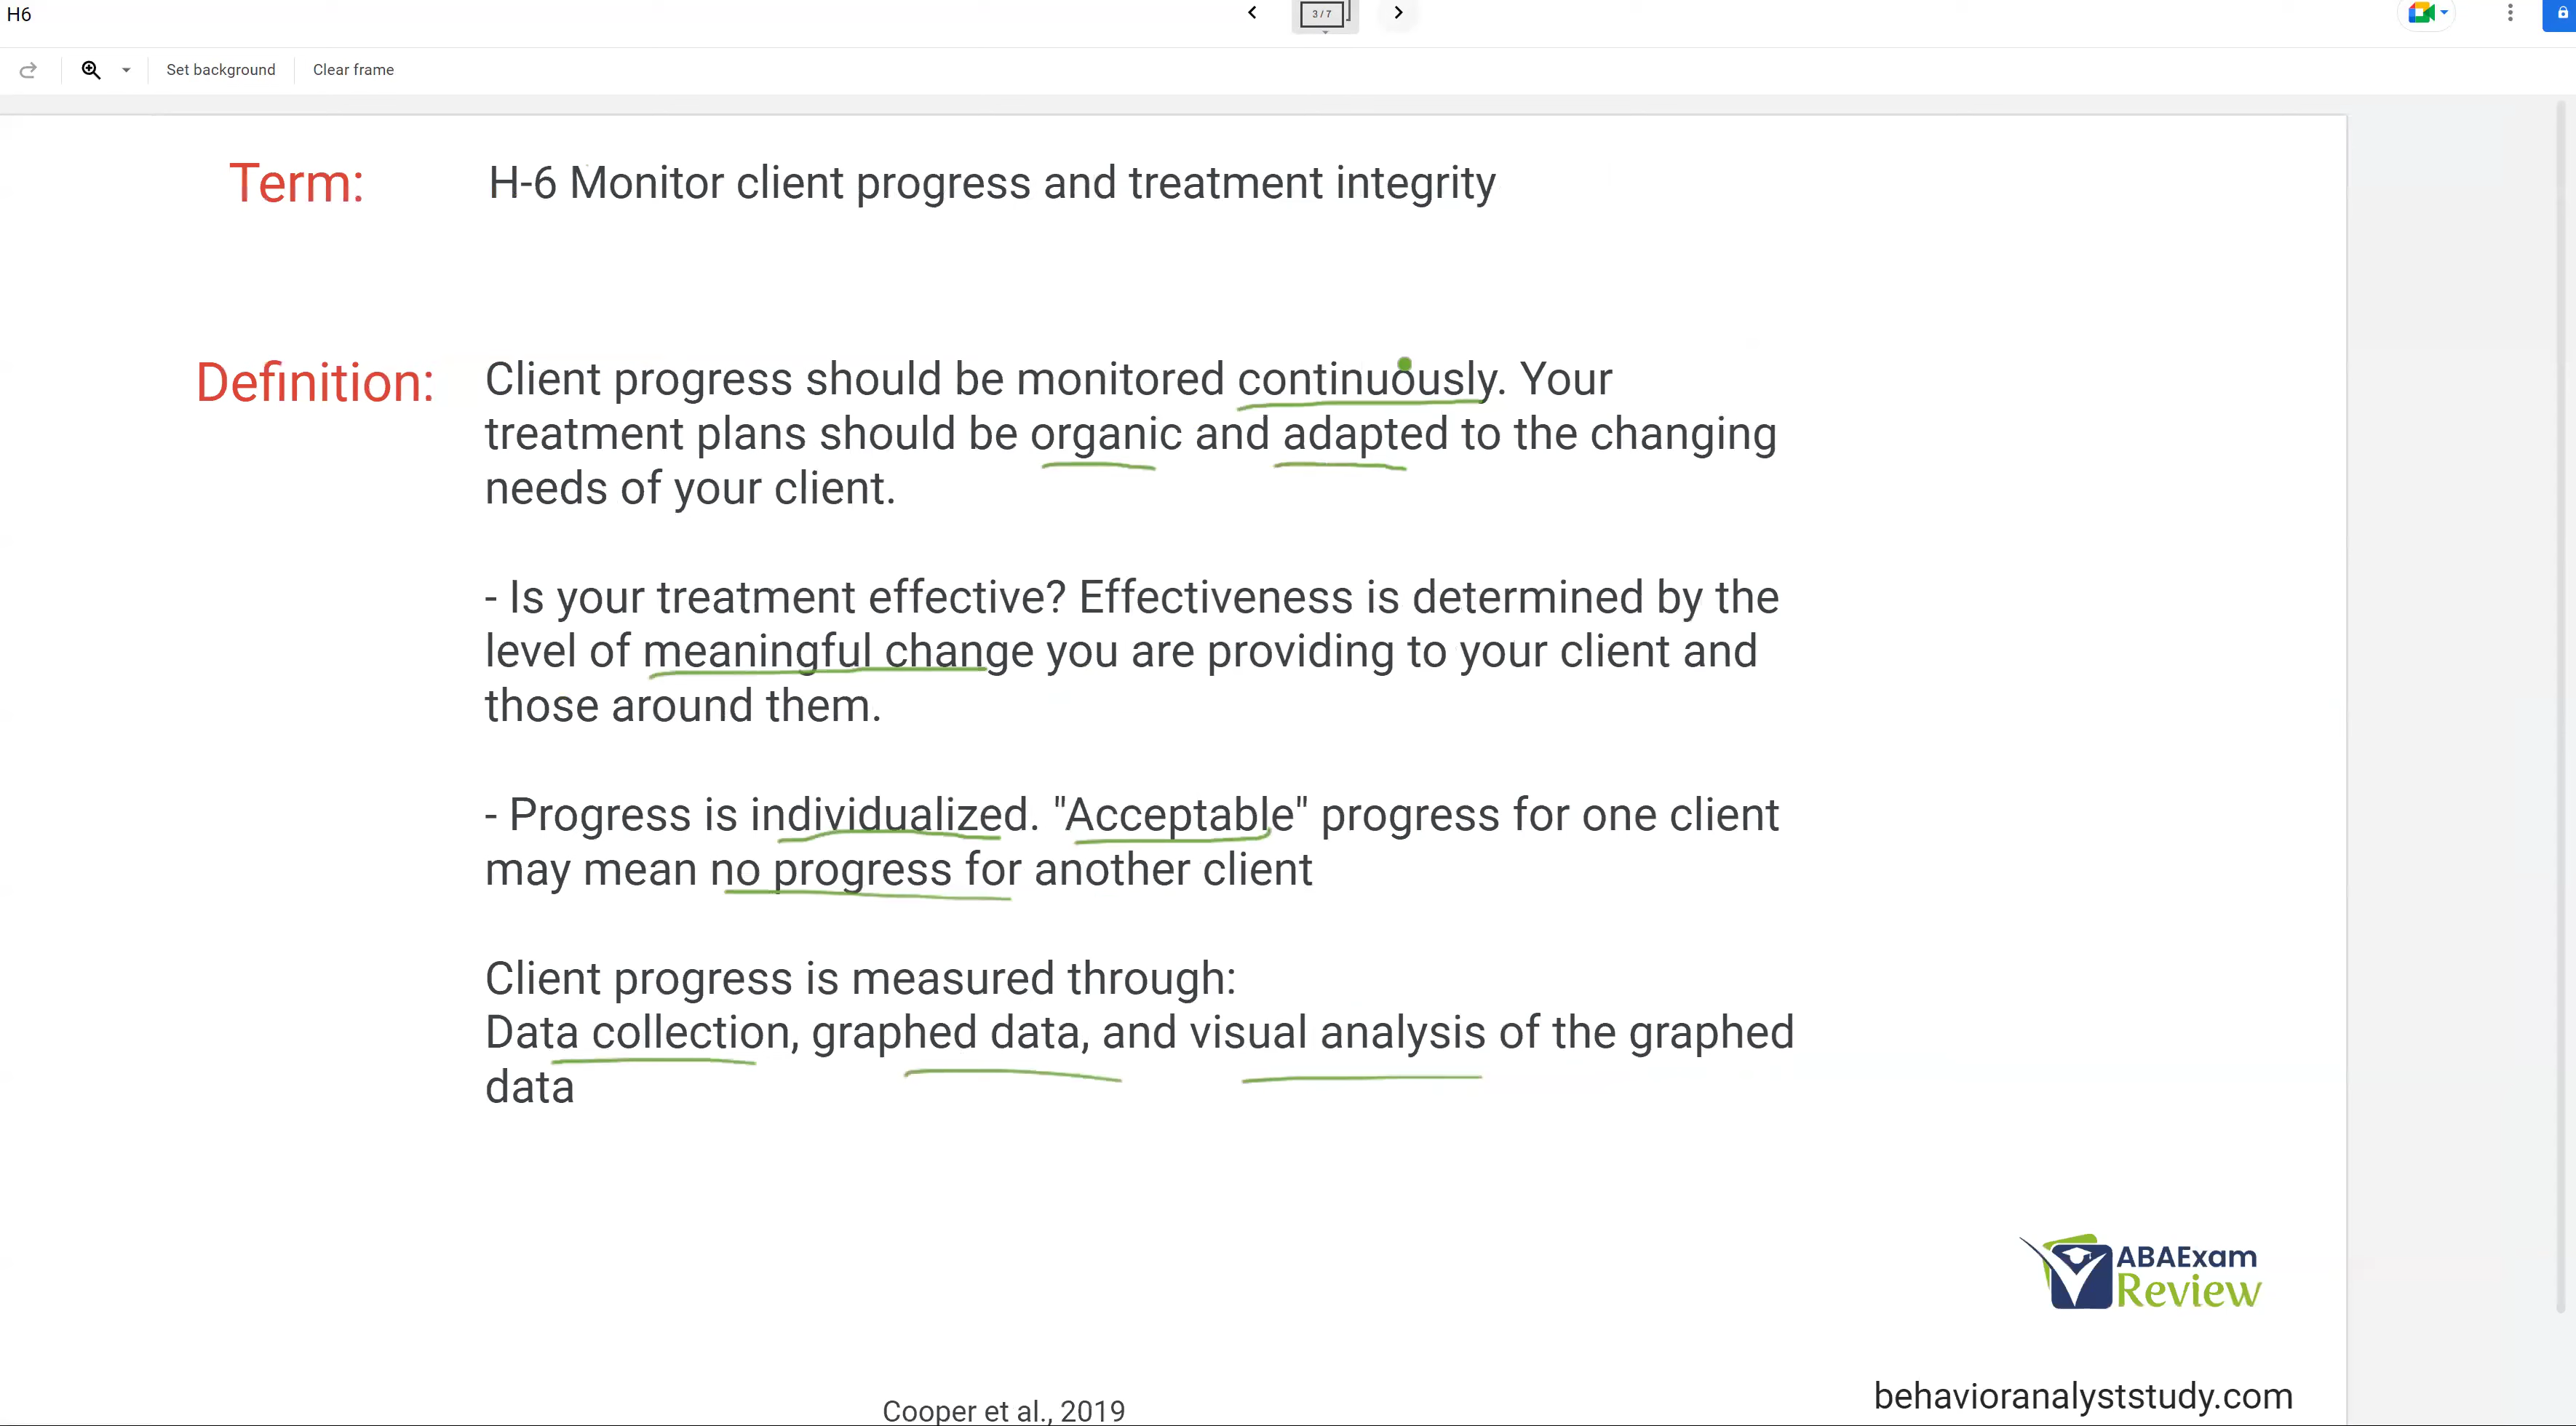 H6
3 / 7
Set background
Clear frame
Term:
H-6 Monitor client progress and treatment integrity
Definition:
Client progress should be monitored continuously. Your
treatment plans should be organic and adapted to the changing
needs of your client.
- Is your treatment effective? Effectiveness is determined by the
level of meaningful change you are providing to your client and
those around them.
- Progress is individualized. "Acceptable" progress for one client
may mean no progress for another client
Client progress is measured through:
Data collection, graphed data, and visual analysis of the graphed
data
ABAExam
Review
behavioranalyststudy.com
Cooper et al., 2019